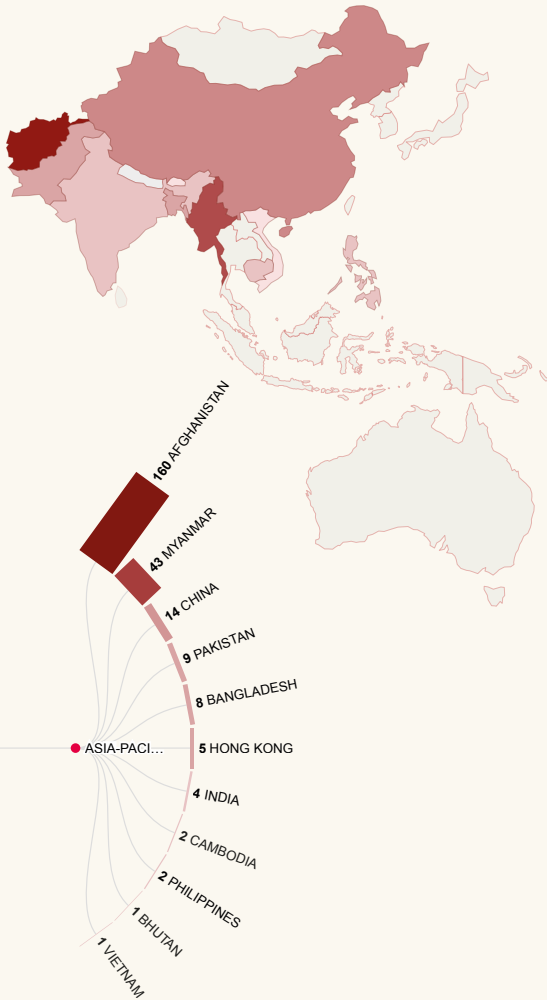 160 AFGHANISTAN
43 MYANMAR
14 CHINA
9 PAKISTAN
8 BANGLADESH
ASIA-PACI...
5 HONG KONG
4 INDIA
2 CAMBODIA
2 PHILIPPINES
1 BHUTAN
1 VIETNAM